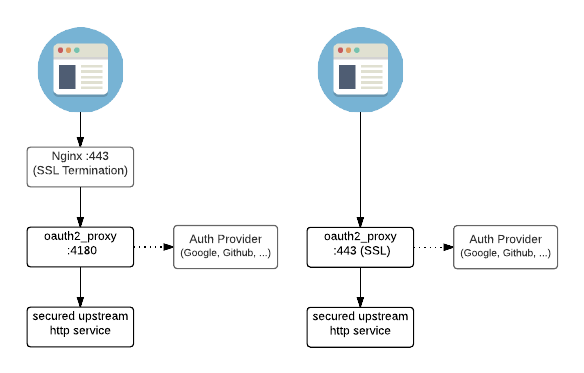 Nginx :443
(SSL Termination)
oauth2_proxy
:4180
Auth Provider
(Google, Github, ...)
secured upstream
http service
oauth2_proxy
:443 (SSL)
Auth Provider
(Google, Github, ...)
secured upstream
http service